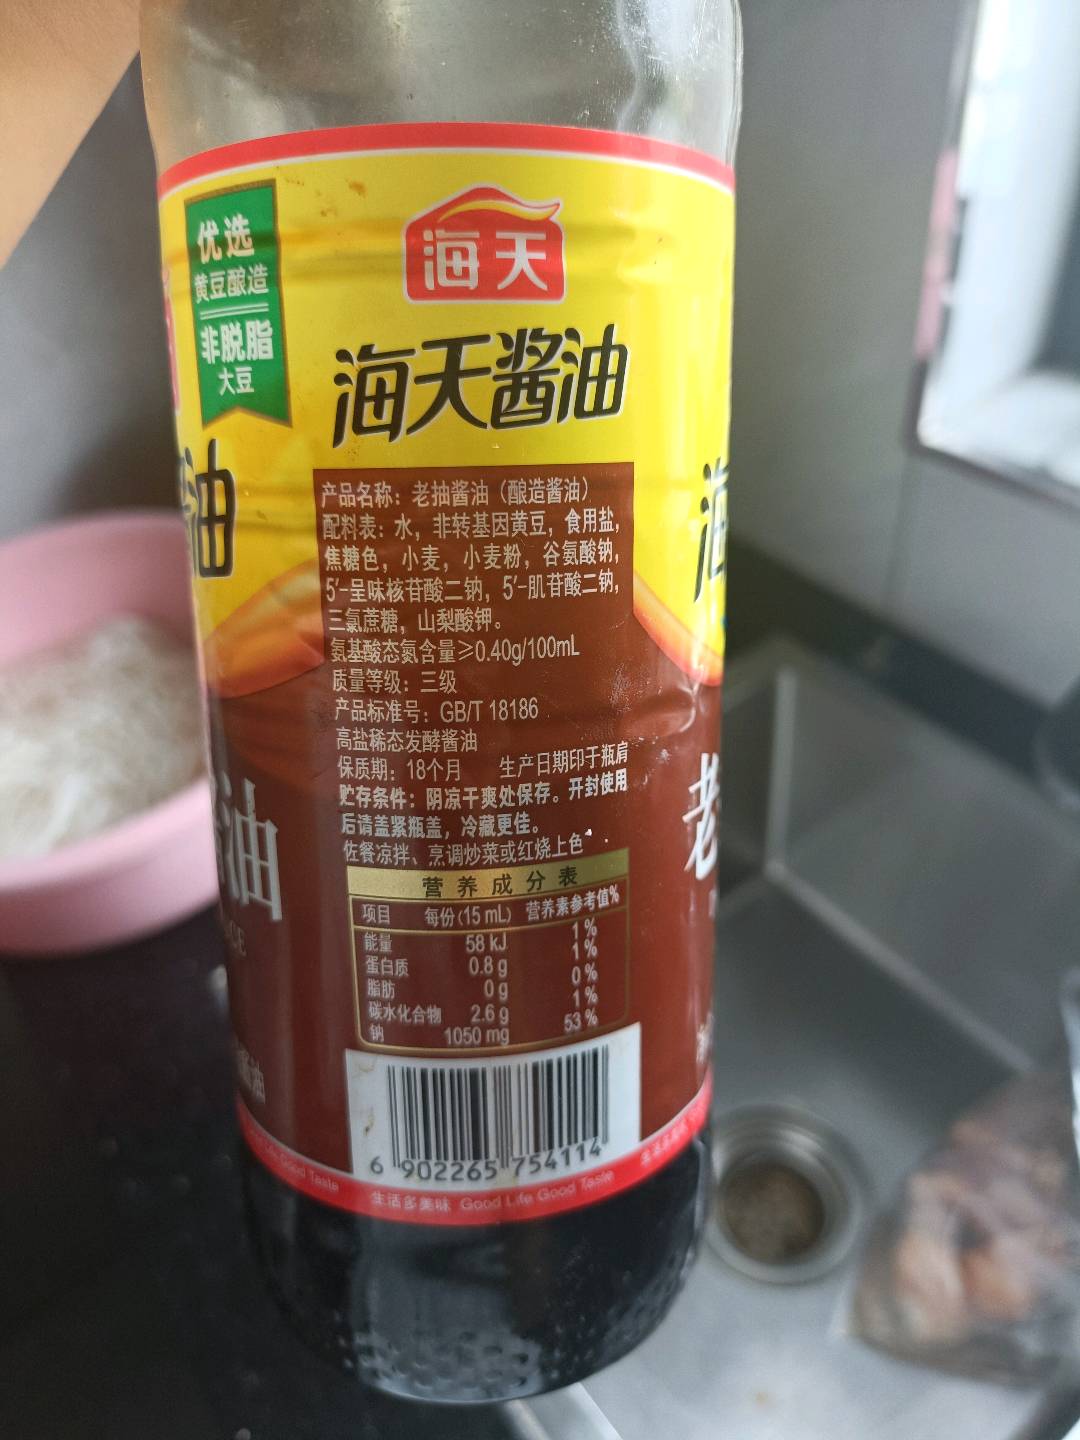 优选
黄豆酿造
非脱脂
大豆
海天
海天酱油
产品名称：老抽酱油（酿造酱油）
配料表：水，非转基因黄豆，食用盐，
焦糖色，小麦，小麦粉，谷氨酸钠，
5′-呈味核苷酸二钠，5′-肌苷酸二钠，
三氯蔗糖，山梨酸钾。
氨基酸态氮含量≥0.40g/100mL
质量等级：三级
产品标准号：GB/T 18186
高盐稀态发酵酱油
保质期：18个月 生产日期印于瓶肩
贮存条件：阴凉干爽处保存。开封使用
后请盖紧瓶盖，冷藏更佳。
佐餐凉拌、烹调炒菜或红烧上色
营养成分表
项目 每份(15 mL) 营养素参考值%
能量 58 kJ 1%
蛋白质 0.8 g 1%
脂肪 0 g 0%
碳水化合物 2.6 g 1%
钠 1050 mg 53%
6 902265 754114
生活多美味 Good Life Good Taste
油
油
海
老
Good Taste